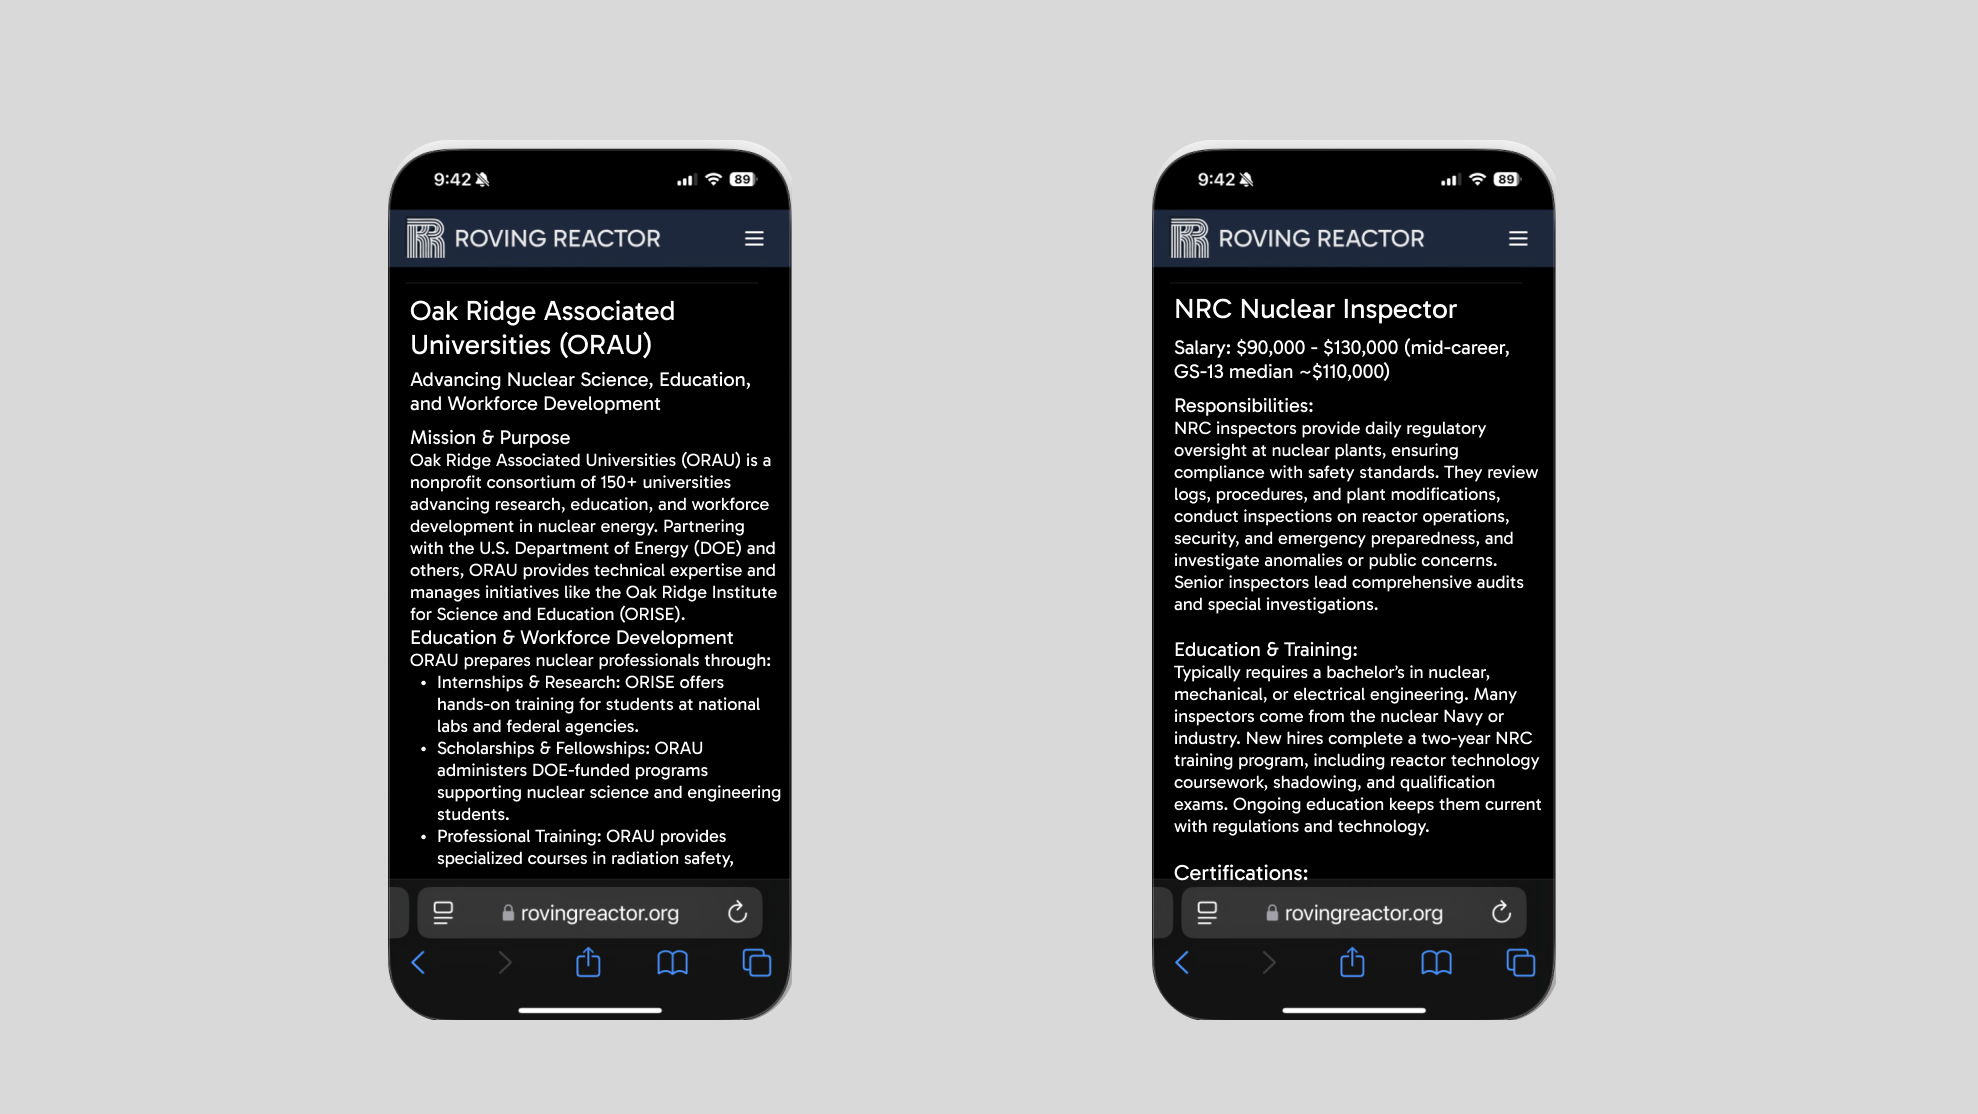 9:42
89
ROVING REACTOR
Oak Ridge Associated
Universities (ORAU)
Advancing Nuclear Science, Education,
and Workforce Development
Mission & Purpose
Oak Ridge Associated Universities (ORAU) is a
nonprofit consortium of 150+ universities
advancing research, education, and workforce
development in nuclear energy. Partnering
with the U.S. Department of Energy (DOE) and
others, ORAU provides technical expertise and
manages initiatives like the Oak Ridge Institute
for Science and Education (ORISE).
Education & Workforce Development
ORAU prepares nuclear professionals through:
• Internships & Research: ORISE offers
hands-on training for students at national
labs and federal agencies.
• Scholarships & Fellowships: ORAU
administers DOE-funded programs
supporting nuclear science and engineering
students.
• Professional Training: ORAU provides
specialized courses in radiation safety,
rovingreactor.org
9:42
89
ROVING REACTOR
NRC Nuclear Inspector
Salary: $90,000 - $130,000 (mid-career,
GS-13 median ~$110,000)
Responsibilities:
NRC inspectors provide daily regulatory
oversight at nuclear plants, ensuring
compliance with safety standards. They review
logs, procedures, and plant modifications,
conduct inspections on reactor operations,
security, and emergency preparedness, and
investigate anomalies or public concerns.
Senior inspectors lead comprehensive audits
and special investigations.
Education & Training:
Typically requires a bachelor’s in nuclear,
mechanical, or electrical engineering. Many
inspectors come from the nuclear Navy or
industry. New hires complete a two-year NRC
training program, including reactor technology
coursework, shadowing, and qualification
exams. Ongoing education keeps them current
with regulations and technology.
Certifications:
rovingreactor.org